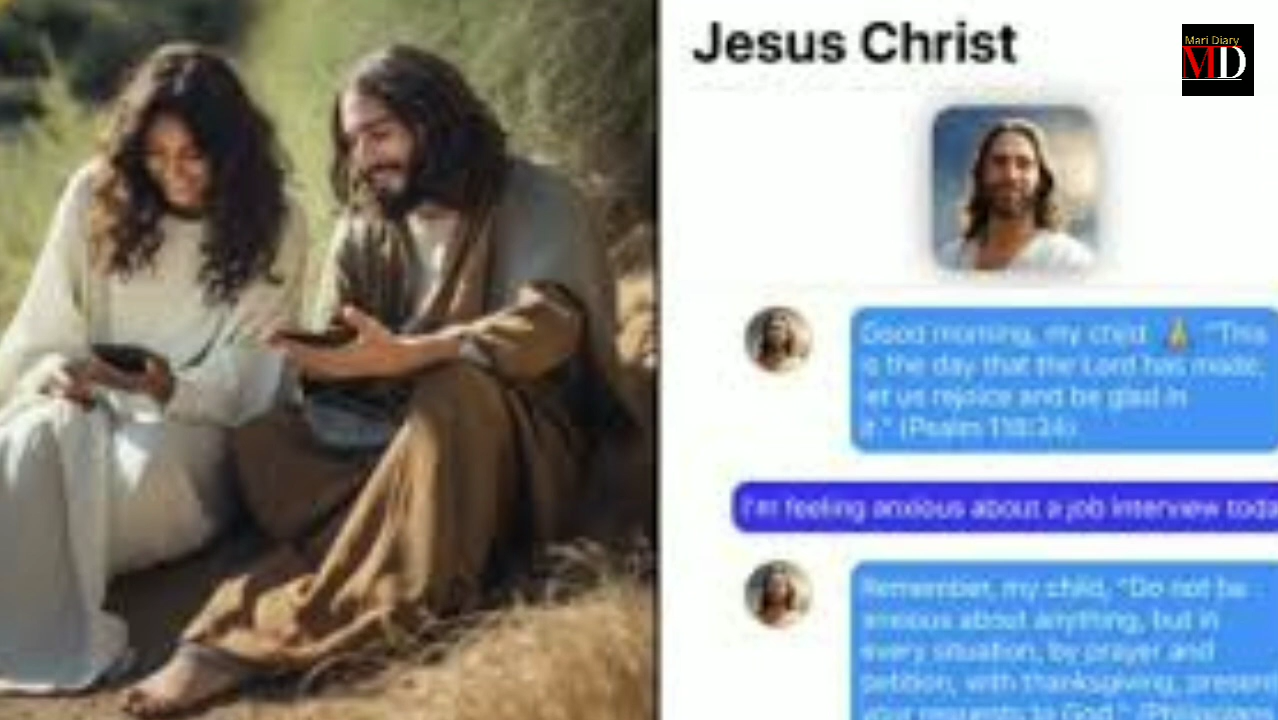 Jesus Christ
Mari Diary
MD
Good morning, my child 🙏 "This
is the day that the Lord has made;
let us rejoice and be glad in
it." (Psalm 118:24)
I'm feeling anxious about a job interview toda
Remember, my child, "Do not be
anxious about anything, but in
every situation, by prayer and
petition, with thanksgiving, present
your requests to God." (Philippians